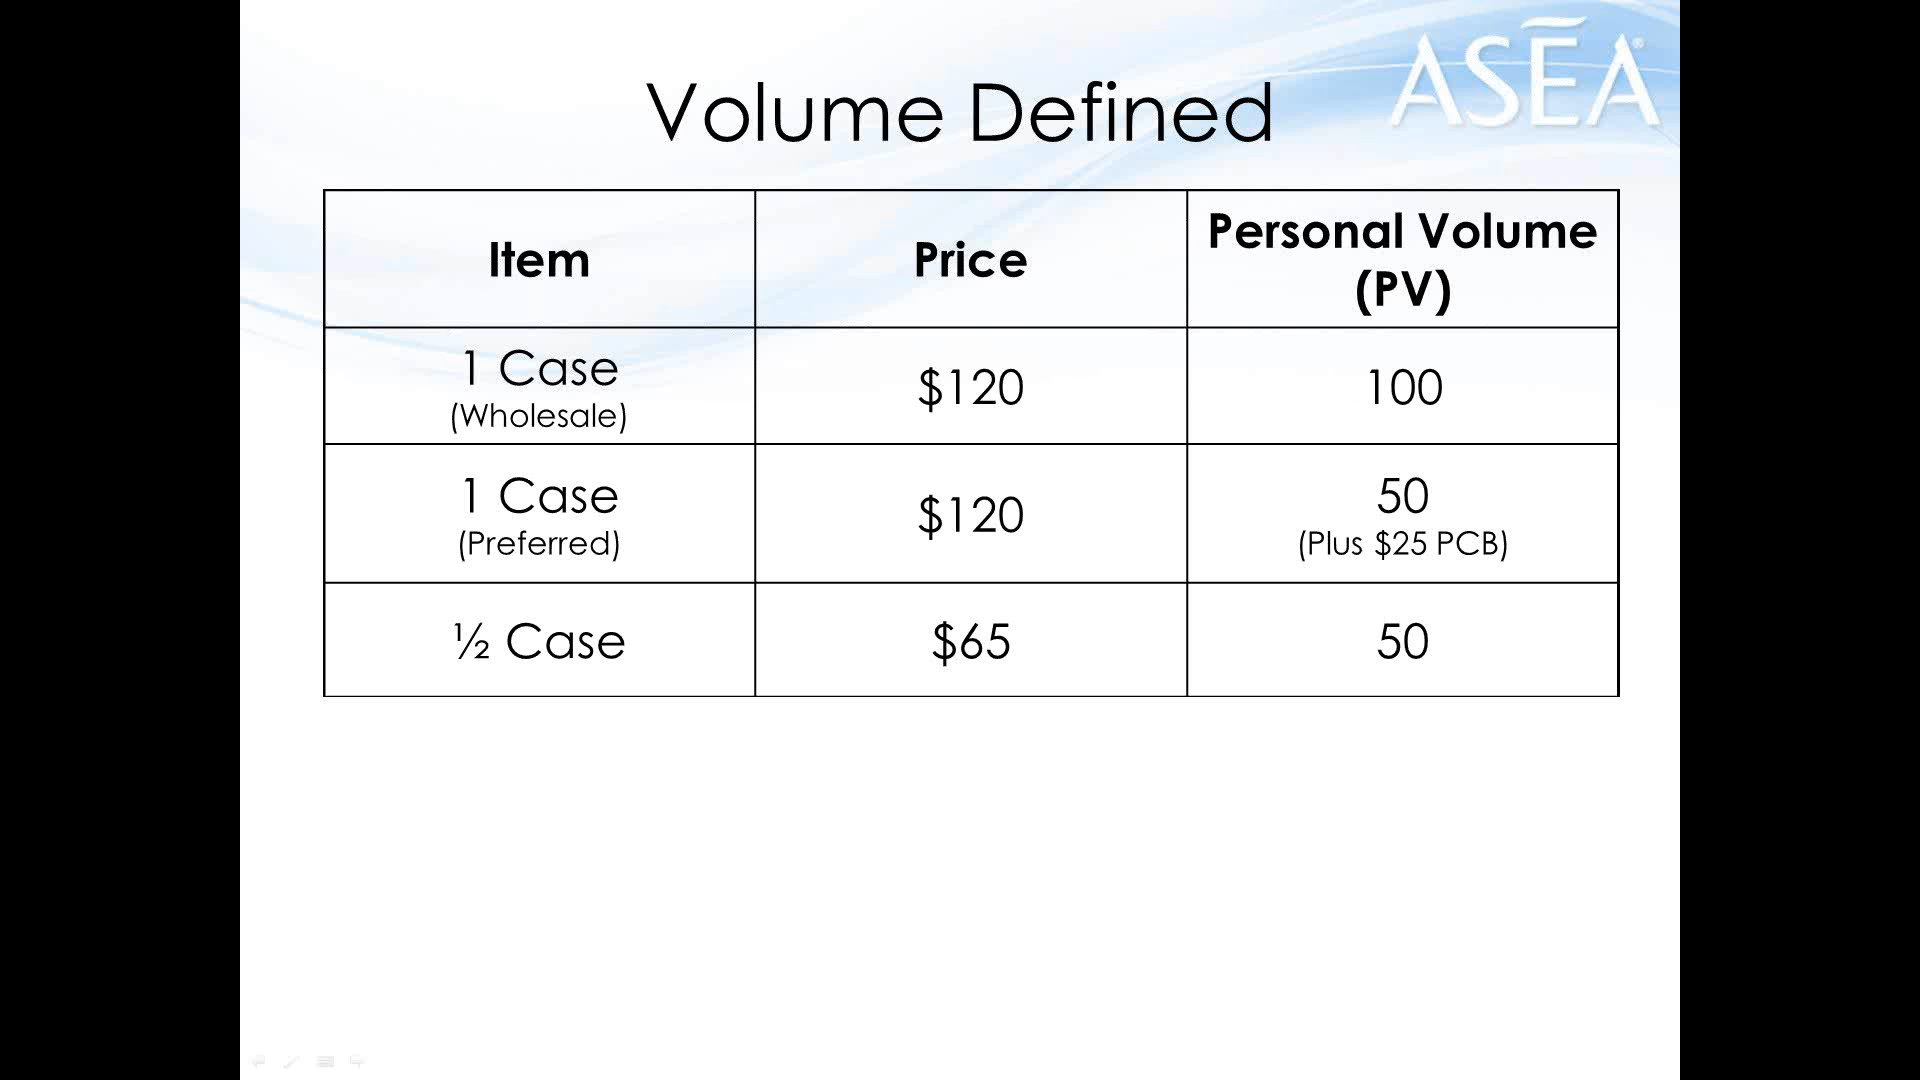 ASEA®
Volume Defined
Item
Price
Personal Volume
(PV)
1 Case
(Wholesale)
$120
100
1 Case
(Preferred)
$120
50
(Plus $25 PCB)
½ Case
$65
50